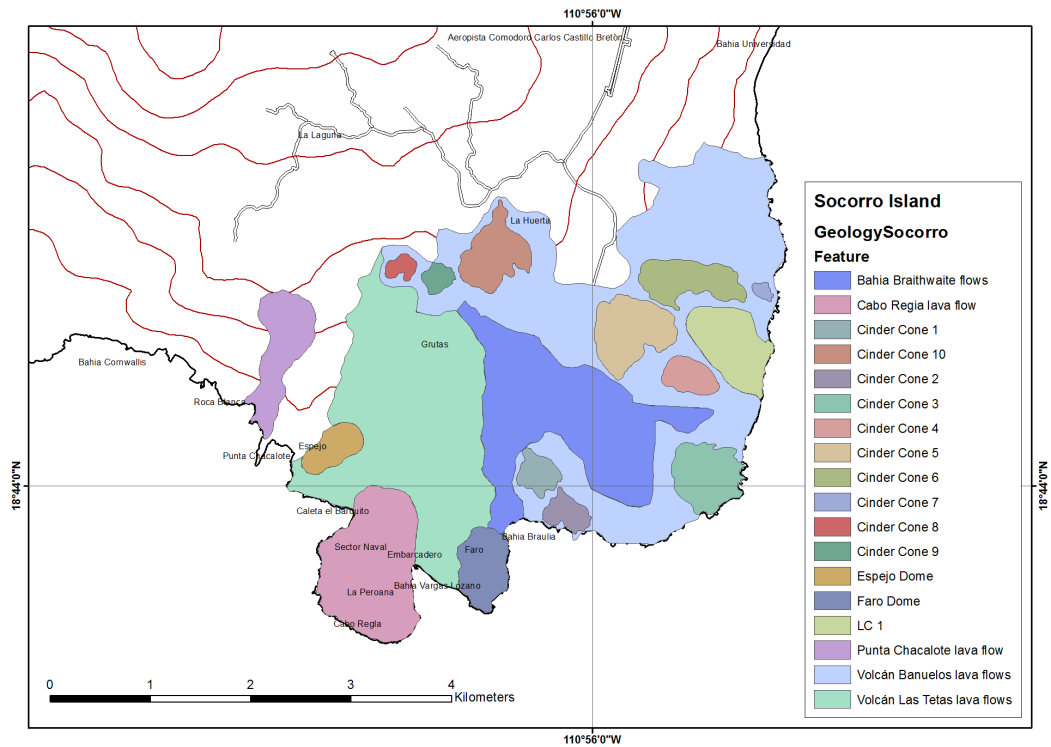 110°56'0"W
Aeropista Comodoro Carlos Castillo Breton
Bahia Universidad
La Laguna
La Huerta
Grutas
Bahia Cornwallis
Roca Blanca
Espejo
Punta Chacalote
Caleta el Barquito
Bahia Braulia
Sector Naval
Embarcadero
Faro
La Peroana
Bahia Vargas Lozano
Cabo Regla
18°44'0"N
18°44'0"N
Socorro Island
GeologySocorro
Feature
Bahia Braithwaite flows
Cabo Regia lava flow
Cinder Cone 1
Cinder Cone 10
Cinder Cone 2
Cinder Cone 3
Cinder Cone 4
Cinder Cone 5
Cinder Cone 6
Cinder Cone 7
Cinder Cone 8
Cinder Cone 9
Espejo Dome
Faro Dome
LC 1
Punta Chacalote lava flow
Volcán Banuelos lava flows
Volcán Las Tetas lava flows
0 1 2 3 4
Kilometers
110°56'0"W